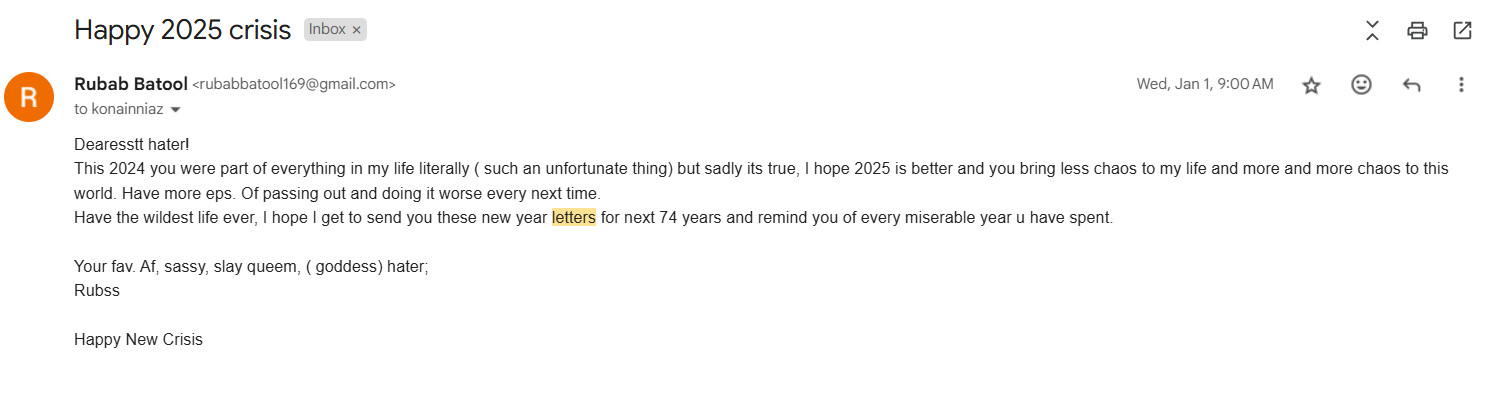 Happy 2025 crisis Inbox ×
Rubab Batool <rubabbatool169@gmail.com> Wed, Jan 1, 9:00 AM
R
to konainniaz
Dearesstt hater!
This 2024 you were part of everything in my life literally ( such an unfortunate thing) but sadly its true, I hope 2025 is better and you bring less chaos to my life and more and more chaos to this
world. Have more eps. Of passing out and doing it worse every next time.
Have the wildest life ever, I hope I get to send you these new year letters for next 74 years and remind you of every miserable year u have spent.
Your fav. Af, sassy, slay queem, ( goddess) hater;
Rubss
Happy New Crisis